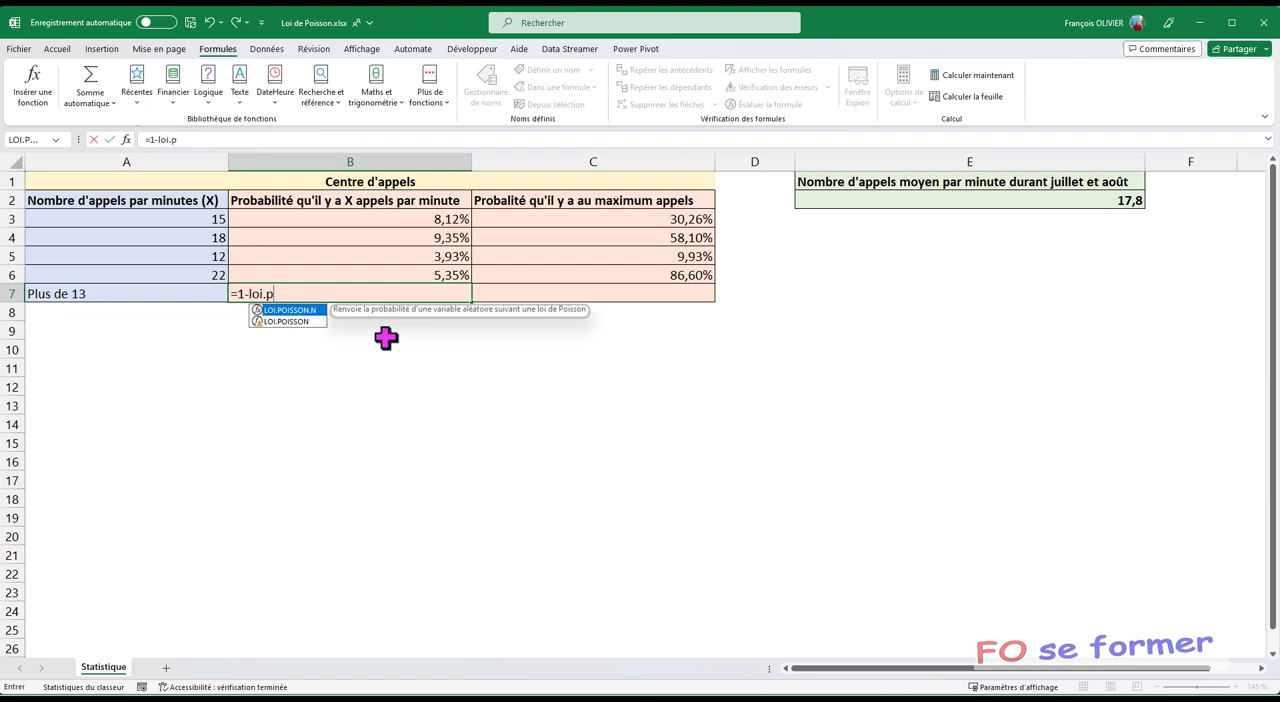 Enregistrement automatique
Loi de Poisson.xlsx
Rechercher
François OLIVIER
Fichier Accueil Insertion Mise en page Formules Données Révision Affichage Automate Développeur Aide Data Streamer Power Pivot
Commentaires
Partager
Insérer une fonction
Somme automatique
Récentes
Financier
Logique
Texte
DateHeure
Recherche et référence
Maths et trigonométrie
Plus de fonctions
Bibliothèque de fonctions
Gestionnaire de noms
Définir un nom
Dans une formule
Depuis sélection
Noms définis
Repérer les antécédents
Repérer les dépendants
Supprimer les flèches
Afficher les formules
Vérification des erreurs
Évaluer la formule
Vérification des formules
Fenêtre Espion
Options de calcul
Calculer maintenant
Calculer la feuille
Calcul
LOI.P... fx =1-loi.p
A B C D E F
1 Centre d'appels Nombre d'appels moyen par minute durant juillet et août
2 Nombre d'appels par minutes (X) Probabilité qu'il y a X appels par minute Probalité qu'il y a au maximum appels 17,8
3 15 8,12% 30,26%
4 18 9,35% 58,10%
5 12 3,93% 9,93%
6 22 5,35% 86,60%
7 Plus de 13 =1-loi.p
8 LOI.POISSON.N Renvoie la probabilité d'une variable aléatoire suivant une loi de Poisson
LOI.POISSON
9
10
11
12
13
14
15
16
17
18
19
20
21
22
23
24
25
26
FO se former
Statistique
Entrer Statistiques du classeur Accessibilité : vérification terminée Paramètres d'affichage 145 %